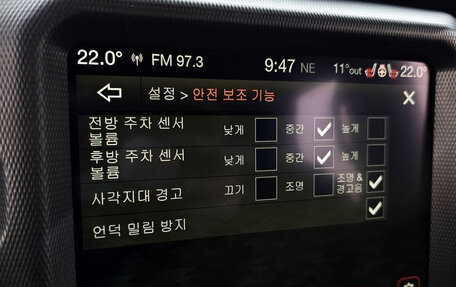 22.0° FM 97.3 9:47 NE 11°out 22.0°
설정 > 안전 보조 기능
전방 주차 센서 낮게 중간 높게
볼륨
후방 주차 센서 낮게 중간 높게
볼륨
사각지대 경고 끄기 조명 조명 &
경고음
언덕 밀림 방지